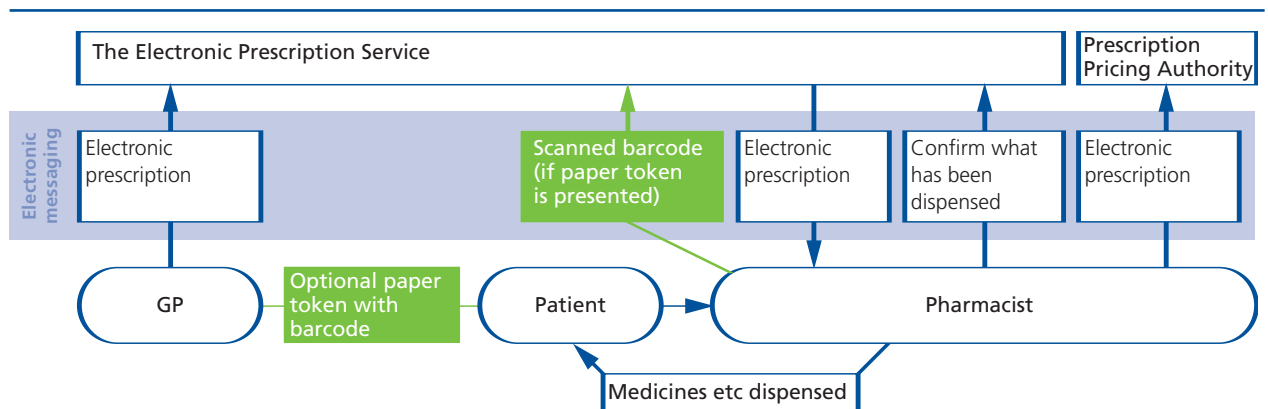 The Electronic Prescription Service
Prescription
Pricing Authority
Electronic
messaging
Electronic
prescription
Scanned barcode
(if paper token
is presented)
Electronic
prescription
Confirm what
has been
dispensed
Electronic
prescription
GP
Optional paper
token with
barcode
Patient
Pharmacist
Medicines etc dispensed